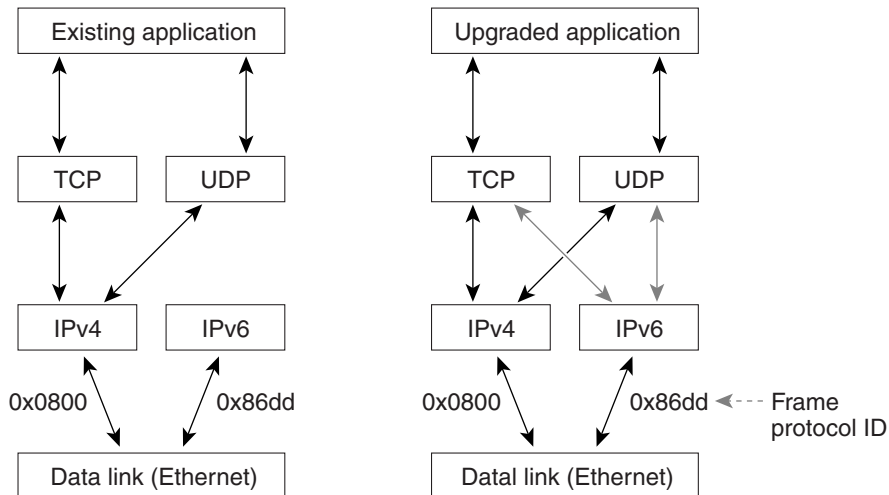 Existing application
Upgraded application
TCP
UDP
TCP
UDP
IPv4
IPv6
IPv4
IPv6
0x0800
0x86dd
0x0800
0x86dd
Frame
protocol ID
Data link (Ethernet)
Datal link (Ethernet)